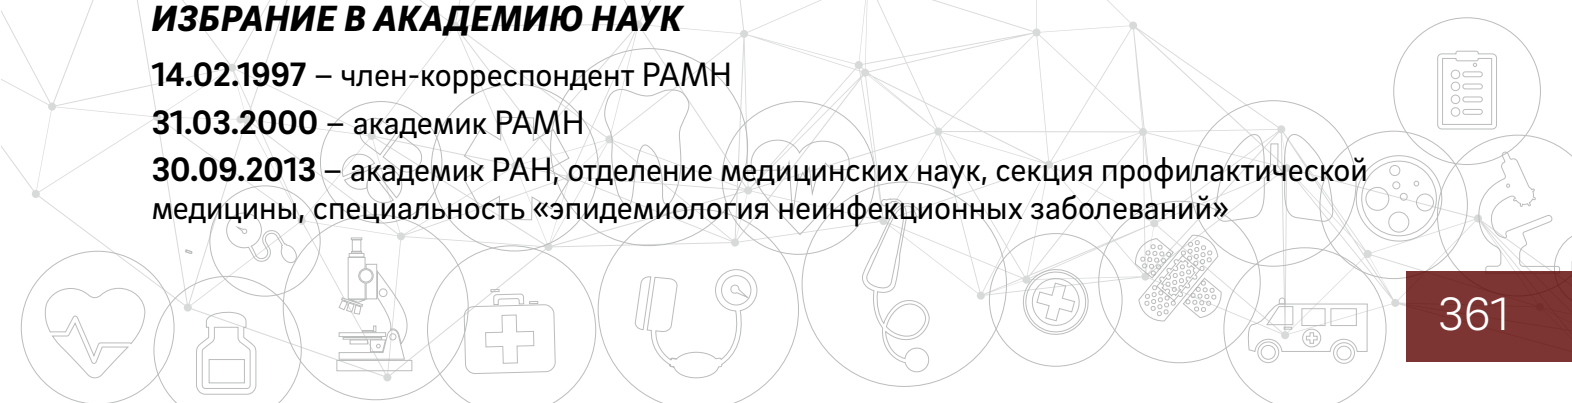 ИЗБРАНИЕ В АКАДЕМИЮ НАУК
14.02.1997 – член-корреспондент РАМН
31.03.2000 – академик РАМН
30.09.2013 – академик РАН, отделение медицинских наук, секция профилактической
медицины, специальность «эпидемиология неинфекционных заболеваний»
361